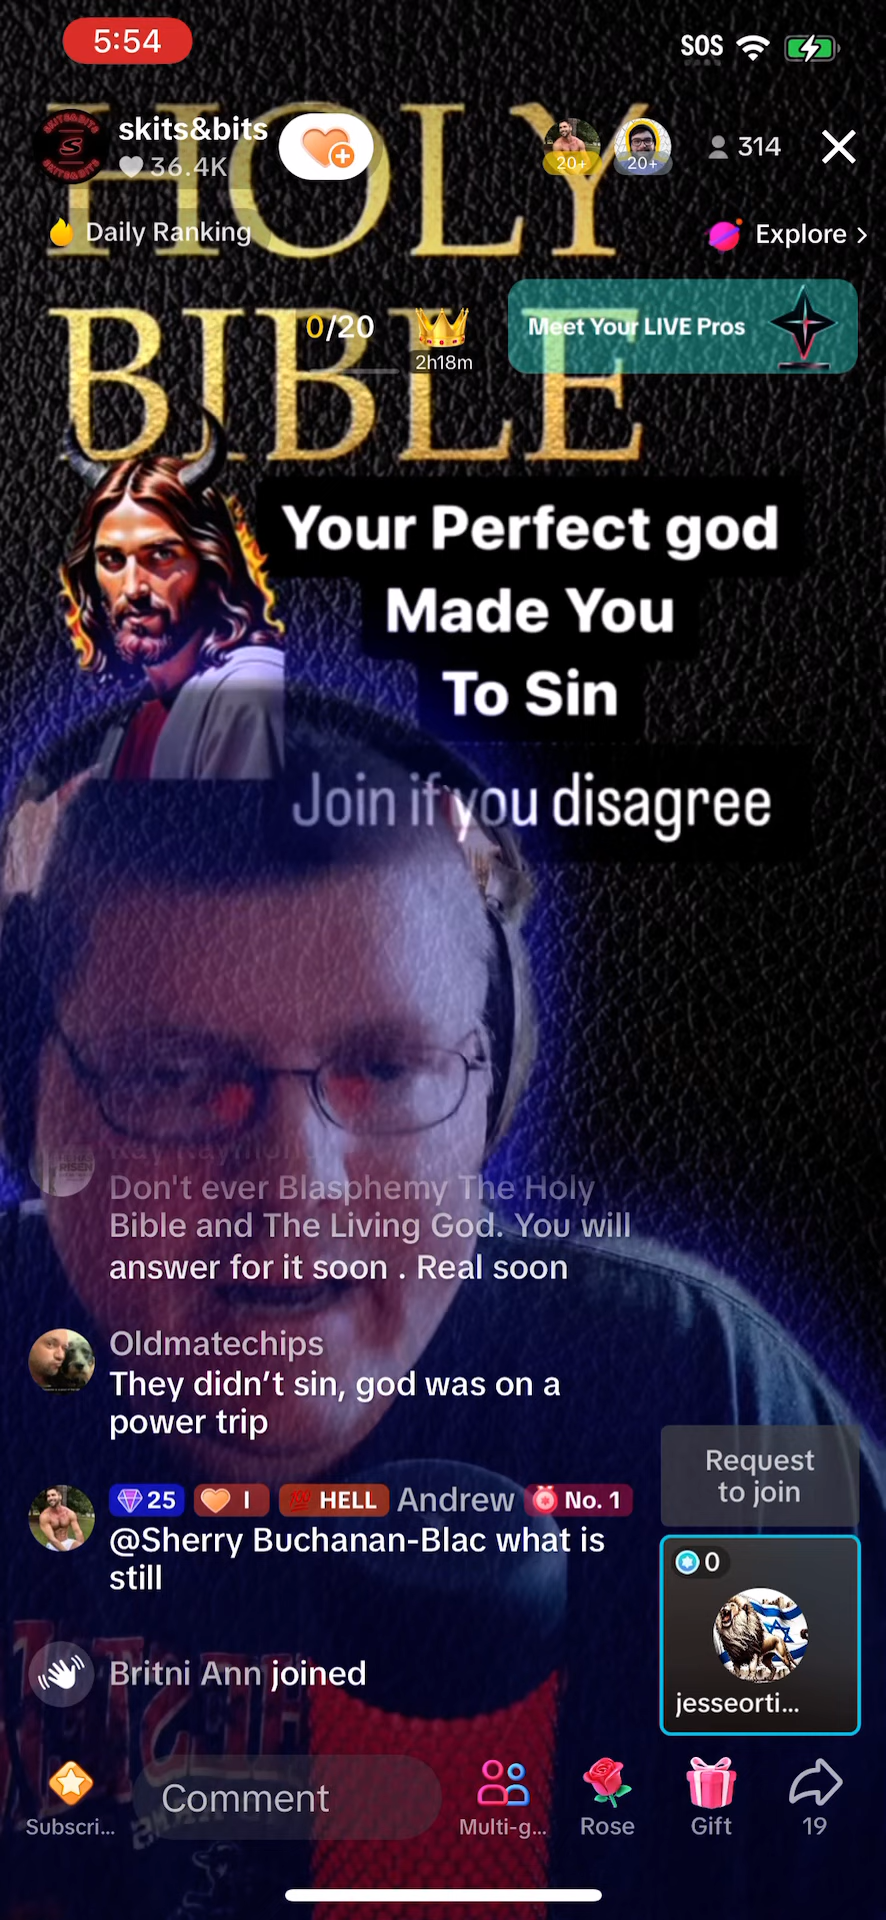 5:54
SOS
HOLY
BIBLE
skits&bits
36.4K
20+
20+
314
Daily Ranking
Explore >
0/20
2h18m
Meet Your LIVE Pros
Your Perfect god
Made You
To Sin
Join if you disagree
RISEN
Don't ever Blasphemy The Holy
Bible and The Living God. You will
answer for it soon . Real soon
Oldmatechips
They didn’t sin, god was on a
power trip
25 I HELL Andrew No. 1
@Sherry Buchanan-Blac what is
still
Britni Ann joined
Request
to join
0
jesseorti...
Comment
Subscri...
Multi-g...
Rose
Gift
19